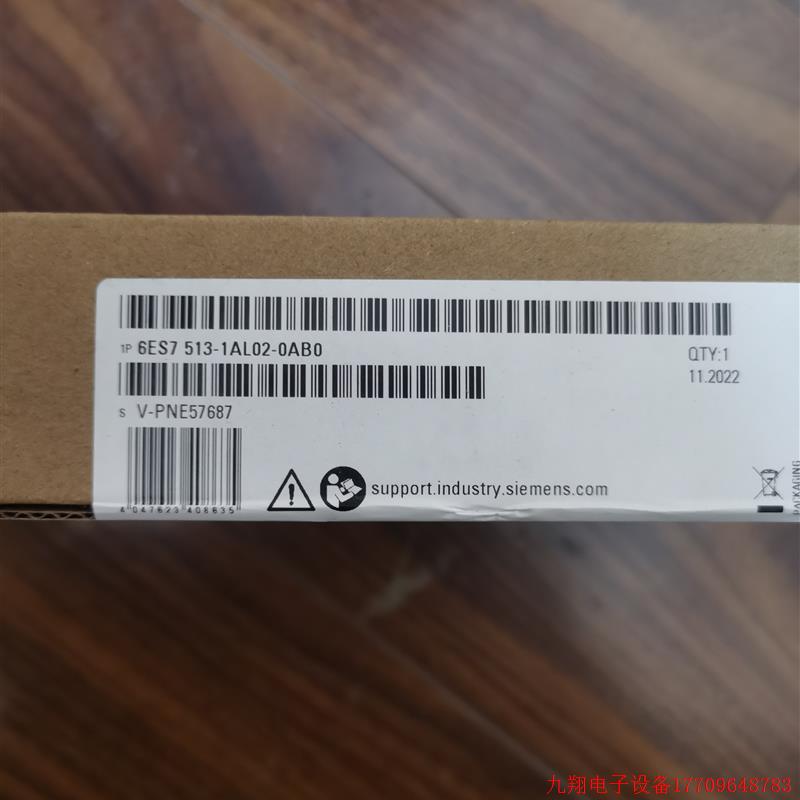 1P 6ES7 513-1AL02-0AB0
QTY:1
11.2022
S V-PNE57687
4 047623 408635
support.industry.siemens.com
PACKAGING
九翔电子设备17709648783